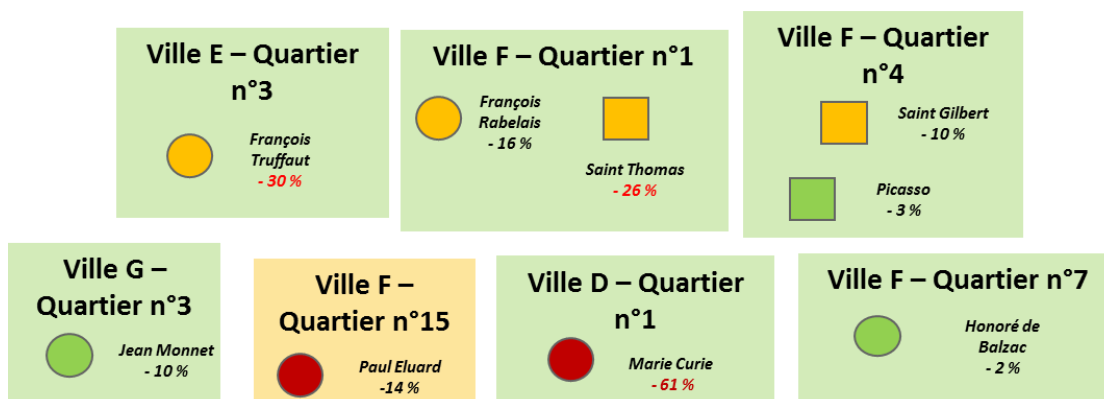 Ville E – Quartier
n°3
François
Truffaut
- 30 %
Ville F – Quartier n°1
François
Rabelais
- 16 %
Saint Thomas
- 26 %
Ville F – Quartier
n°4
Saint Gilbert
- 10 %
Picasso
- 3 %
Ville G –
Quartier n°3
Jean Monnet
- 10 %
Ville F –
Quartier n°15
Paul Eluard
-14 %
Ville D – Quartier
n°1
Marie Curie
- 61 %
Ville F – Quartier n°7
Honoré de
Balzac
- 2 %